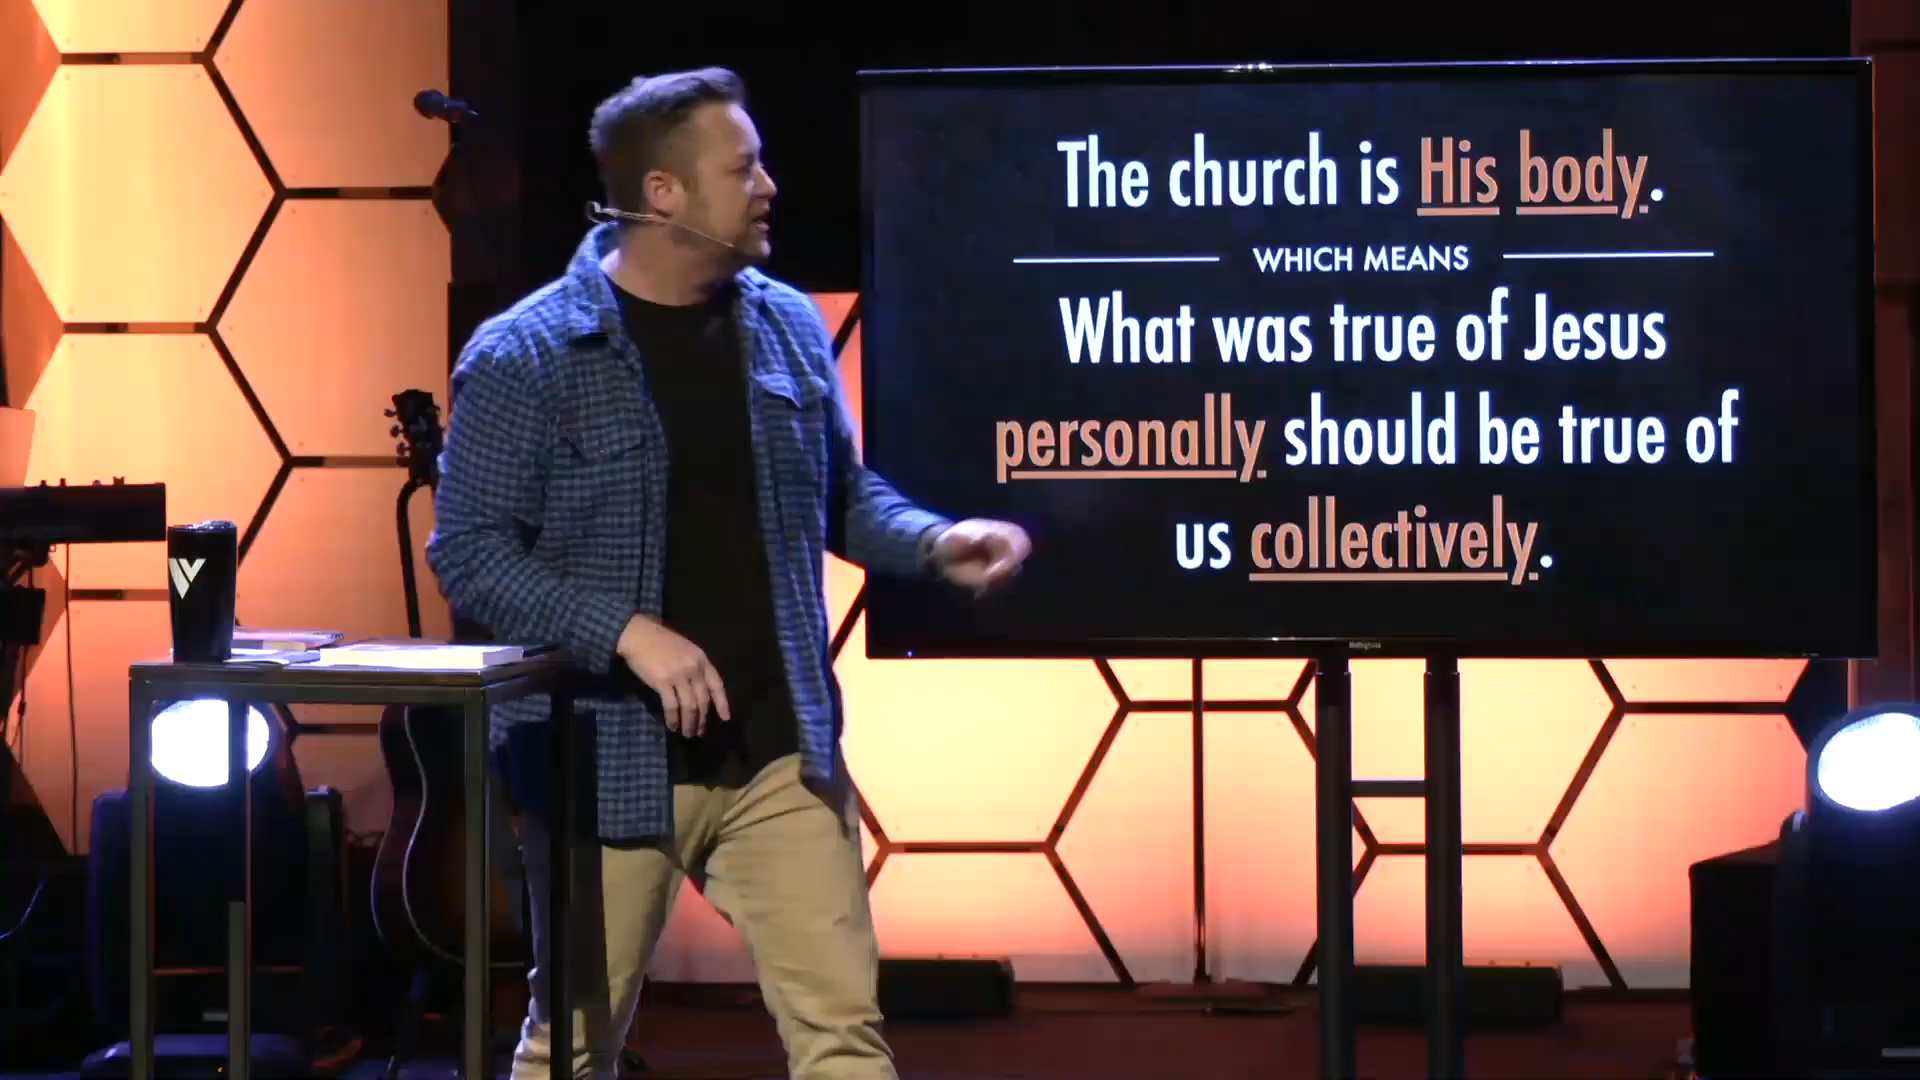 The church is His body.
WHICH MEANS
What was true of Jesus
personally should be true of
us collectively.